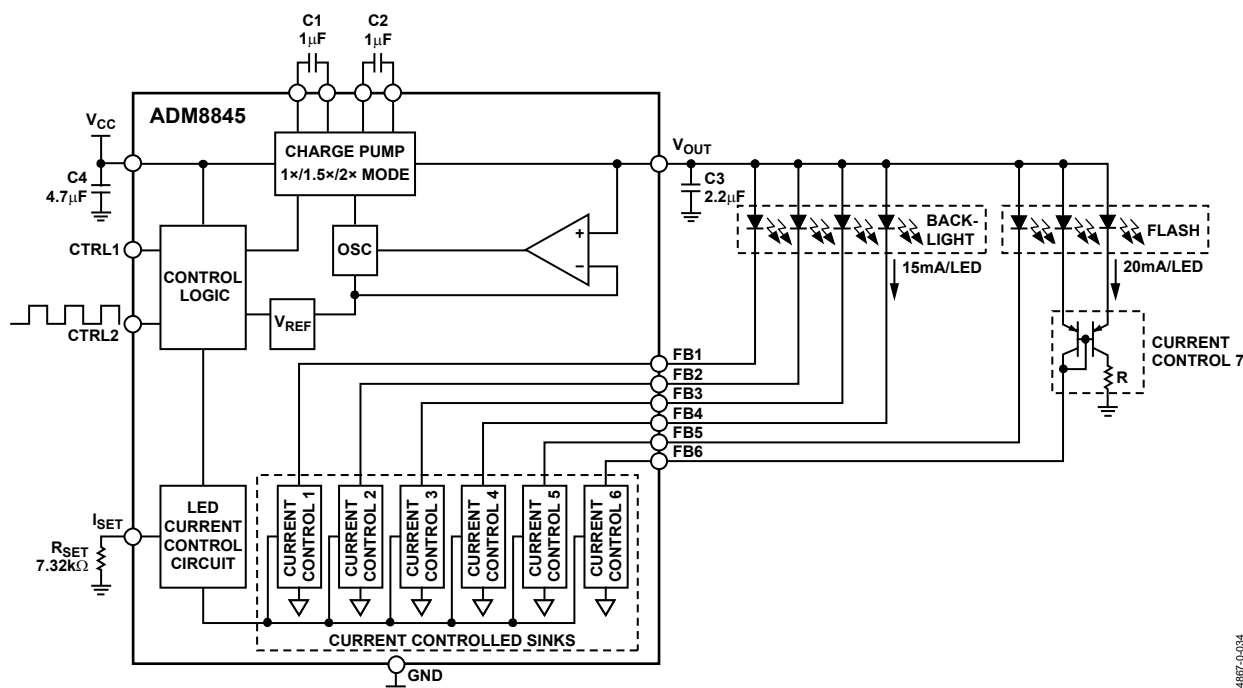 C1
1μF
C2
1μF
ADM8845
VCC
C4
4.7μF
CHARGE PUMP
1×/1.5×/2× MODE
VOUT
C3
2.2μF
CTRL1
CONTROL
LOGIC
OSC
+
−
BACK-
LIGHT
15mA/LED
FLASH
20mA/LED
CTRL2
VREF
CURRENT
CONTROL 7
R
FB1
FB2
FB3
FB4
FB5
FB6
ISET
RSET
7.32kΩ
LED
CURRENT
CONTROL
CIRCUIT
CURRENT
CONTROL 1
CURRENT
CONTROL 2
CURRENT
CONTROL 3
CURRENT
CONTROL 4
CURRENT
CONTROL 5
CURRENT
CONTROL 6
CURRENT CONTROLLED SINKS
GND
4867-0-034